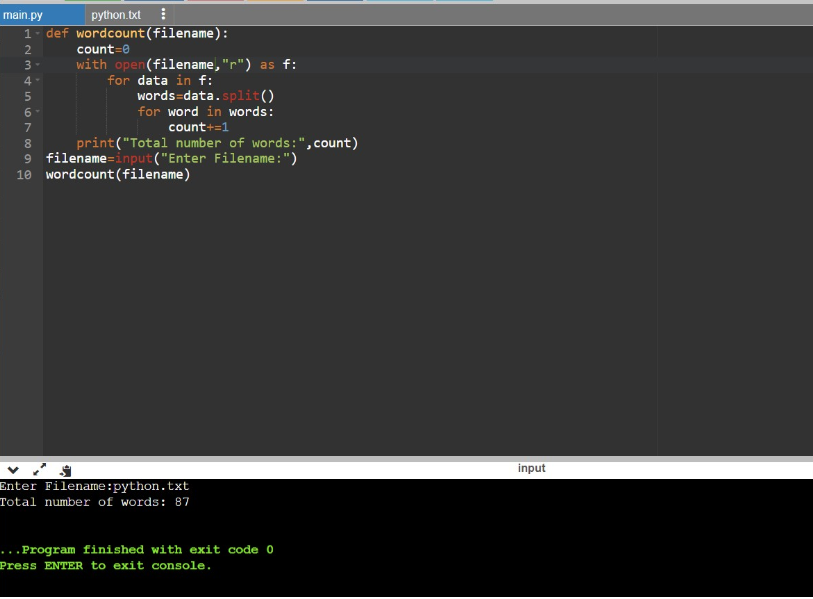 main.py python.txt
1 def wordcount(filename):
2 count=0
3 with open(filename,"r") as f:
4 for data in f:
5 words=data.split()
6 for word in words:
7 count+=1
8 print("Total number of words:",count)
9 filename=input("Enter Filename:")
10 wordcount(filename)
input
Enter Filename:python.txt
Total number of words: 87
...Program finished with exit code 0
Press ENTER to exit console.